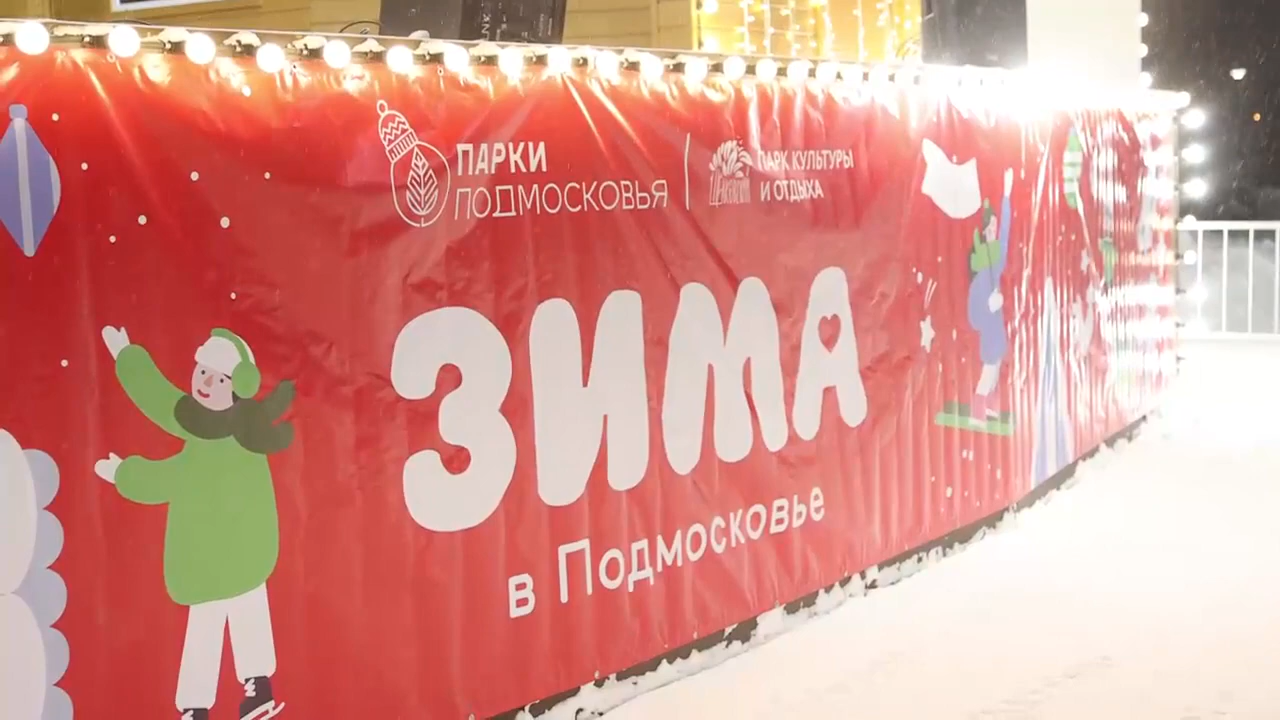 ПАРКИ
ПОДМОСКОВЬЯ
ПАРК КУЛЬТУРЫ
И ОТДЫХА
ЗИМА
в Подмосковье